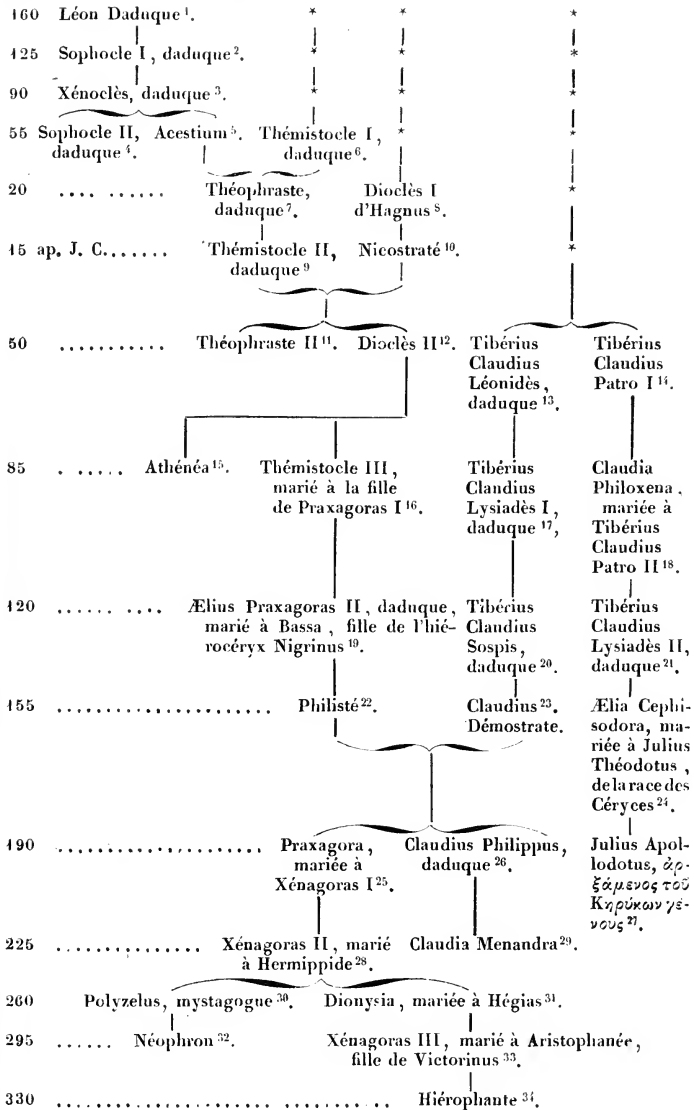 160 Léon Daduque ¹. * * *
125 Sophocle I, daduque ². * * *
90 Xénoclès, daduque ³. * * *
55 Sophocle II, Acestium ⁵. Thémistocle I, * *
daduque ⁴. daduque ⁶.
20 .... ...... Théophraste, Dioclès I *
daduque ⁷. d'Hagnus ⁸.
15 ap. J. C....... Thémistocle II, Nicostraté ¹⁰. *
daduque ⁹
50 ........... Théophraste II ¹¹. Dioclès II ¹². Tibérius Tibérius
Claudius Claudius
Léonidès, Patro I ¹⁴.
daduque ¹³.
85 . ..... .. Athénéa ¹⁵. Thémistocle III, Tibérius Claudia
marié à la fille Claudius Philoxena,
de Praxagoras I ¹⁶. Lysiadès I, mariée à
daduque ¹⁷, Tibérius
Claudius
Patro II ¹⁸.
120 ...... .... Ælius Praxagoras II, daduque, Tibérius Tibérius
marié à Bassa, fille de l'hié- Claudius Claudius
rocéryx Nigrinus ¹⁹. Sospis, Lysiadès II,
daduque ²⁰. daduque ²¹.
155 ...................... Philisté ²². Claudius ²³. Ælia Cephi-
Démostrate. sodora, ma-
riée à Julius
Théodotus,
de la race des
Céryces ²⁴.
190 ..................... Praxagora, Claudius Philippus, Julius Apol-
mariée à daduque ²⁶. lodotus, ἀρ-
Xénagoras I ²⁵. ξάμενος τοῦ
Κηρύκων γέ-
νους ²⁷.
225 .............. Xénagoras II, marié Claudia Menandra ²⁹.
à Hermippide ²⁸.
260 Polyzelus, mystagogue ³⁰. Dionysia, mariée à Hégias ³¹.
295 ...... Néophron ³². Xénagoras III, marié à Aristophanée,
fille de Victorinus ³³.
330 ................... .......... Hiérophante ³⁴.